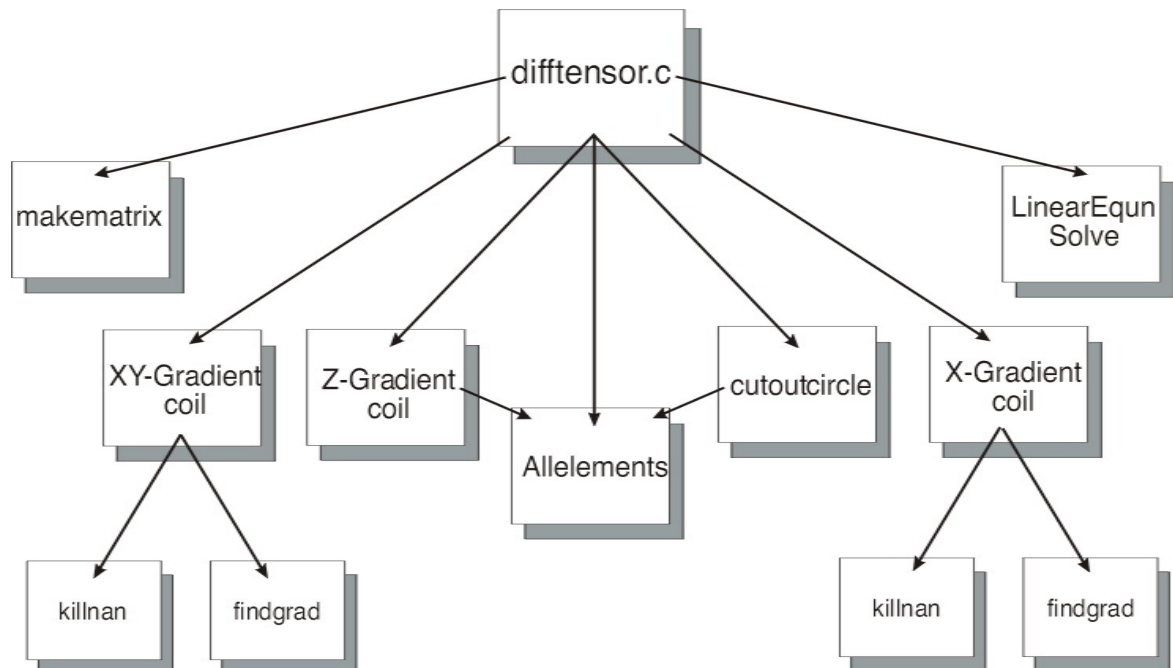 difftensor.c
makematrix
LinearEqun
Solve
XY-Gradient
coil
Z-Gradient
coil
Allelements
cutoutcircle
X-Gradient
coil
killnan
findgrad
killnan
findgrad